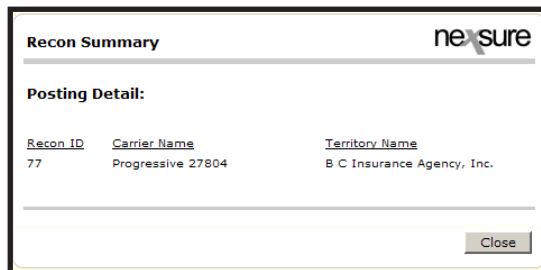 Recon Summary nexsure
Posting Detail:
Recon ID Carrier Name Territory Name
77 Progressive 27804 B C Insurance Agency, Inc.
Close